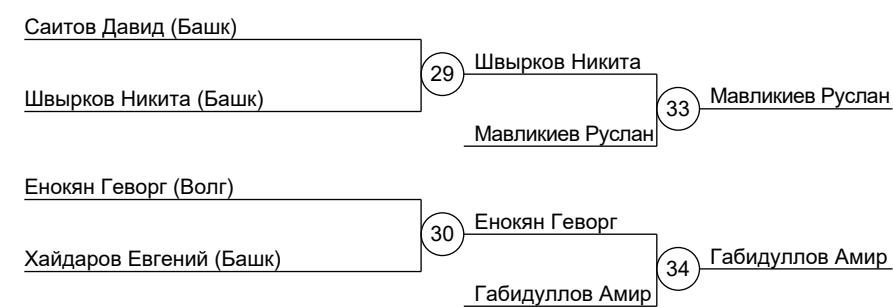 Саитов Давид (Башк)
29
Швырков Никита
Швырков Никита (Башк)
33
Мавликиев Руслан
Мавликиев Руслан
Енокян Геворг (Волг)
30
Енокян Геворг
Хайдаров Евгений (Башк)
34
Габидуллов Амир
Габидуллов Амир